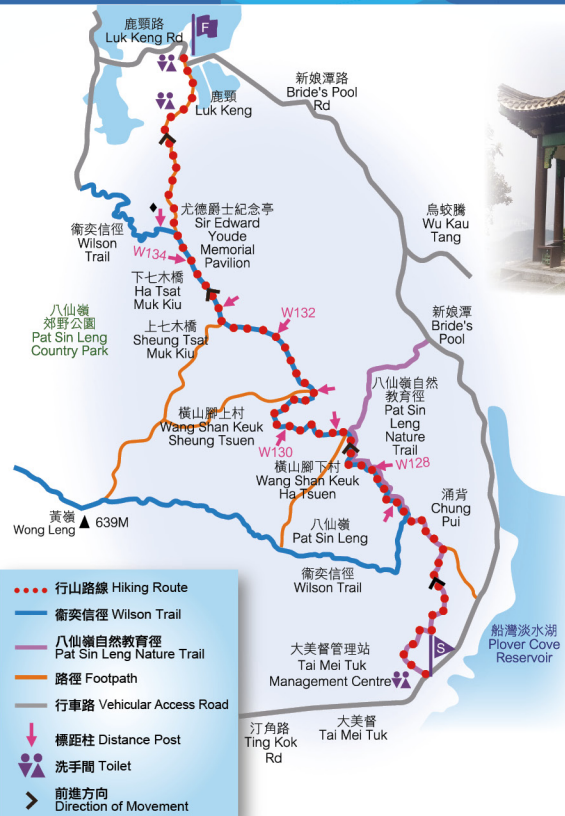 鹿頸路
Luk Keng Rd
F
新娘潭路
Bride's Pool
Rd
鹿頸
Luk Keng
烏蛟騰
Wu Kau
Tang
尤德爵士紀念亭
Sir Edward
Youde
Memorial
Pavilion
衞奕信徑
Wilson
Trail
W134
下七木橋
Ha Tsat
Muk Kiu
八仙嶺
郊野公園
Pat Sin Leng
Country Park
上七木橋
Sheung Tsat
Muk Kiu
W132
新娘潭
Bride's
Pool
八仙嶺自然
教育徑
Pat Sin
Leng
Nature
Trail
橫山腳上村
Wang Shan Keuk
Sheung Tsuen
W130
W128
橫山腳下村
Wang Shan Keuk
Ha Tsuen
涌背
Chung
Pui
黃嶺
Wong Leng
639M
八仙嶺
Pat Sin Leng
衞奕信徑
Wilson Trail
船灣淡水湖
Plover Cove
Reservoir
S
大美督管理站
Tai Mei Tuk
Management Centre
汀角路
Ting Kok
Rd
大美督
Tai Mei Tuk
行山路線 Hiking Route
衞奕信徑 Wilson Trail
八仙嶺自然教育徑
Pat Sin Leng Nature Trail
路徑 Footpath
行車路 Vehicular Access Road
標距柱 Distance Post
洗手間 Toilet
前進方向
Direction of Movement